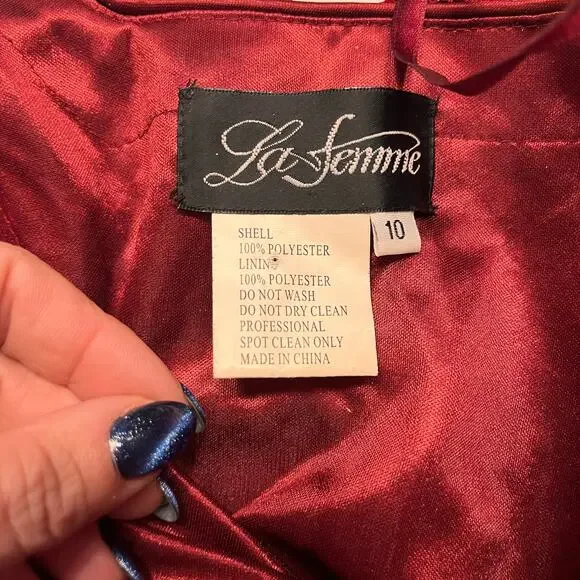 La Femme
10
SHELL
100% POLYESTER
LINING
100% POLYESTER
DO NOT WASH
DO NOT DRY CLEAN
PROFESSIONAL
SPOT CLEAN ONLY
MADE IN CHINA